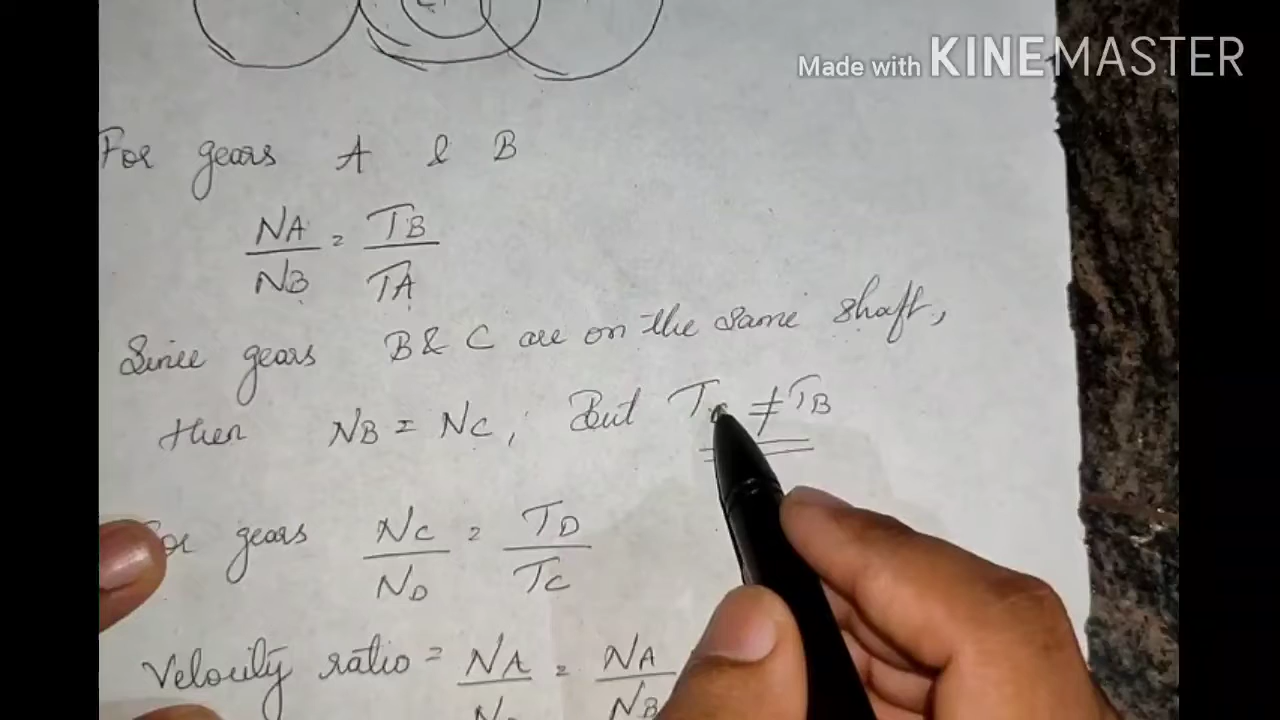 Made with KINEMASTER
For gears A & B
NA/NB = TB/TA
Since gears B & C are on the same shaft,
then NB = NC; But T ≠ TB
gears NC/ND = TD/TC
Velocity ratio = NA = NA/NB